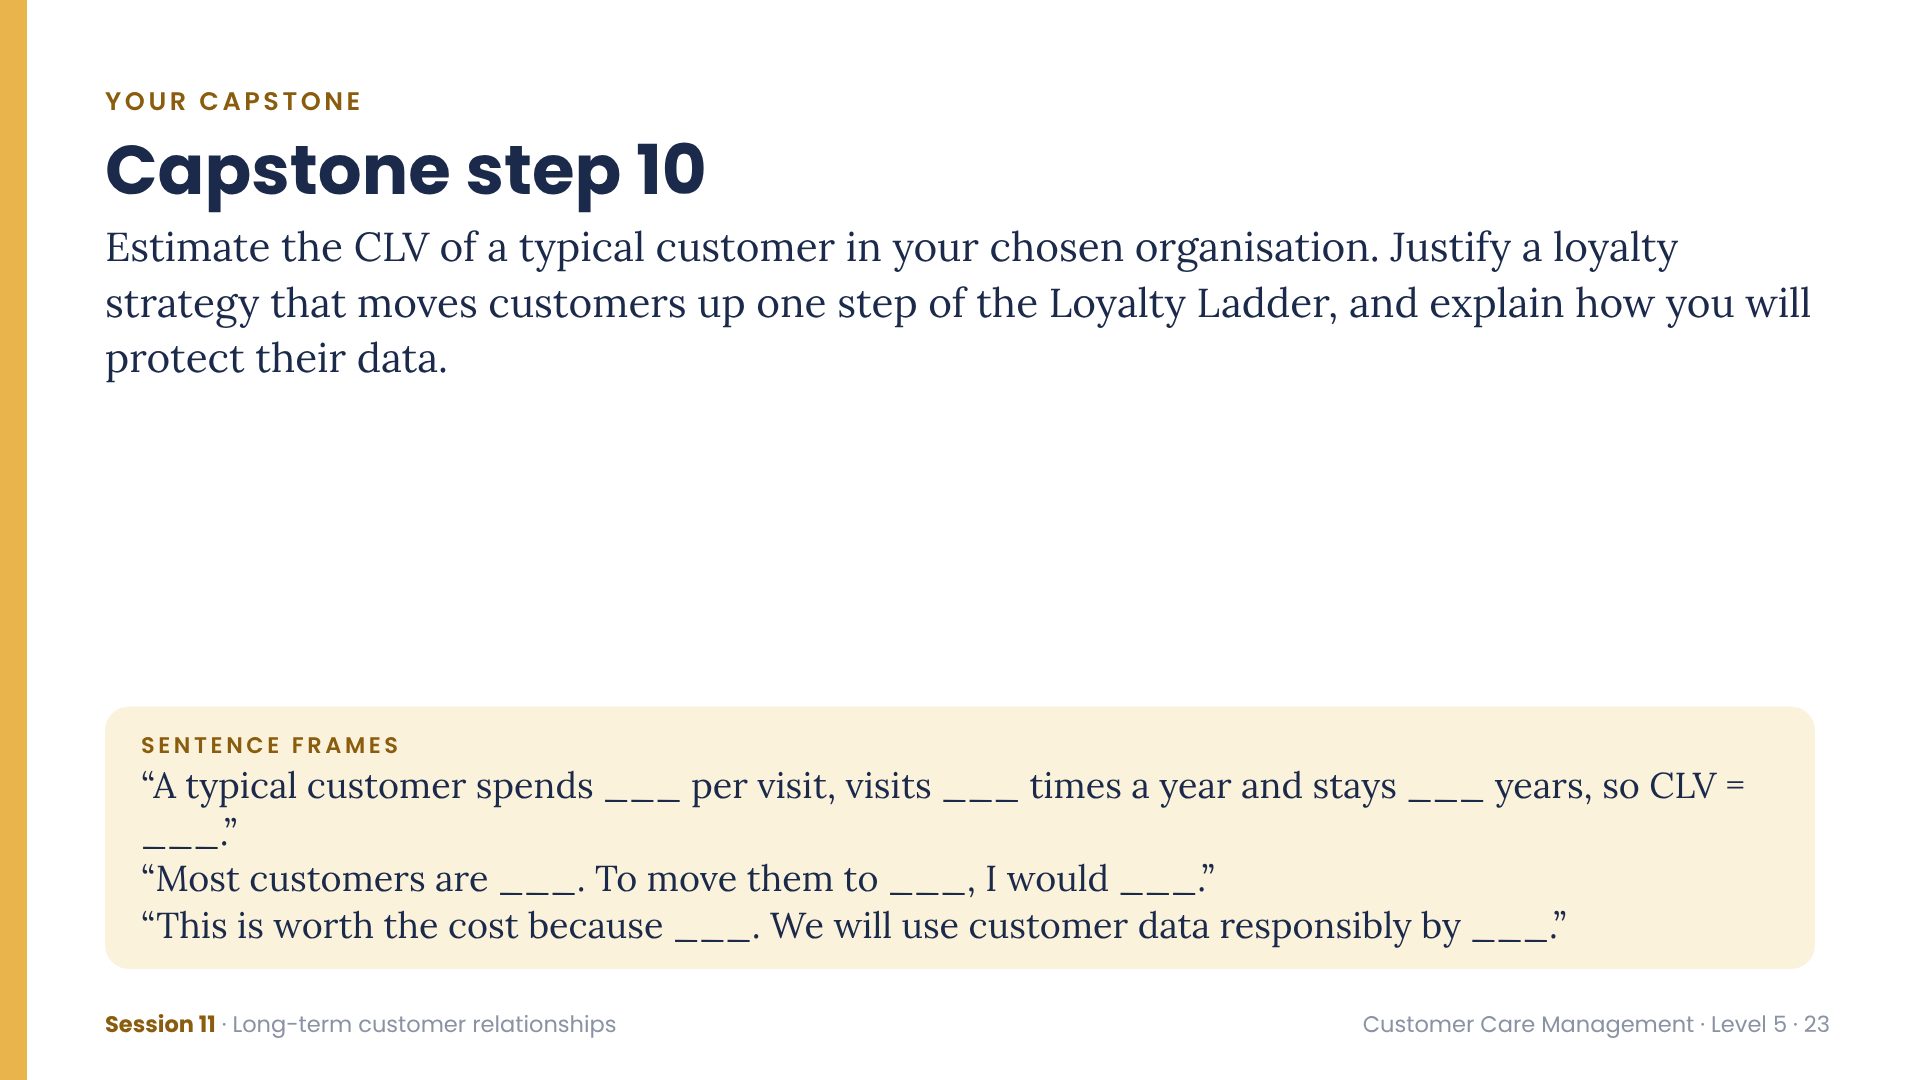 YOUR CAPSTONE
Capstone step 10
Estimate the CLV of a typical customer in your chosen organisation. Justify a loyalty
strategy that moves customers up one step of the Loyalty Ladder, and explain how you will
protect their data.
SENTENCE FRAMES
“A typical customer spends ___ per visit, visits ___ times a year and stays ___ years, so CLV =
___.”
“Most customers are ___. To move them to ___, I would ___.”
“This is worth the cost because ___. We will use customer data responsibly by ___.”
Session 11 · Long-term customer relationships
Customer Care Management · Level 5 · 23